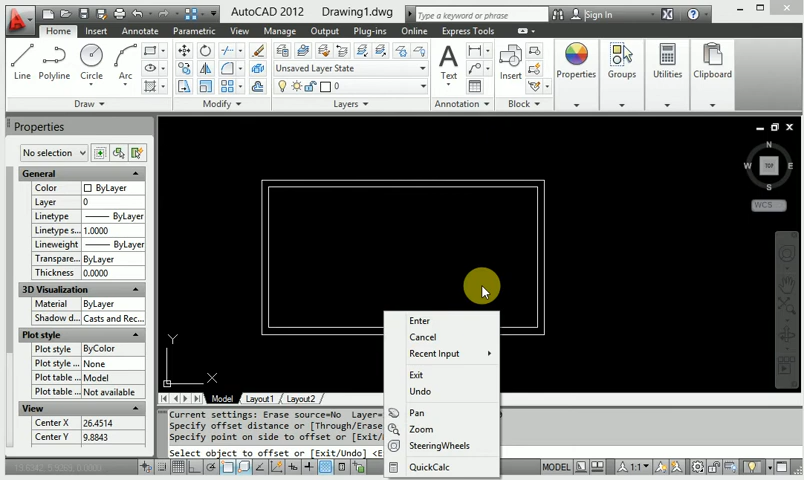 AutoCAD 2012 Drawing1.dwg Type a keyword or phrase Sign In
Home Insert Annotate Parametric View Manage Output Plug-ins Online Express Tools
Line Polyline Circle Arc
Unsaved Layer State
0
Text Insert Properties Groups Utilities Clipboard
Draw Modify Layers Annotation Block
Properties
No selection
General
Color ByLayer
Layer 0
Linetype ByLayer
Linetype s... 1.0000
Lineweight ByLayer
Transpare... ByLayer
Thickness 0.0000
3D Visualization
Material ByLayer
Shadow d... Casts and Rec...
Plot style
Plot style ByColor
Plot style ... None
Plot table ... Model
Plot table ... Not available
View
Center X 26.4514
Center Y 9.8843
N
W TOP E
S
WCS
Y
X
Enter
Cancel
Recent Input
Exit
Undo
Pan
Zoom
SteeringWheels
QuickCalc
Model Layout1 Layout2
Current settings: Erase source=No Layer=
Specify offset distance or [Through/Erase
Specify point on side to offset or [Exit/
Select object to offset or [Exit/Undo] <E
MODEL 1:1